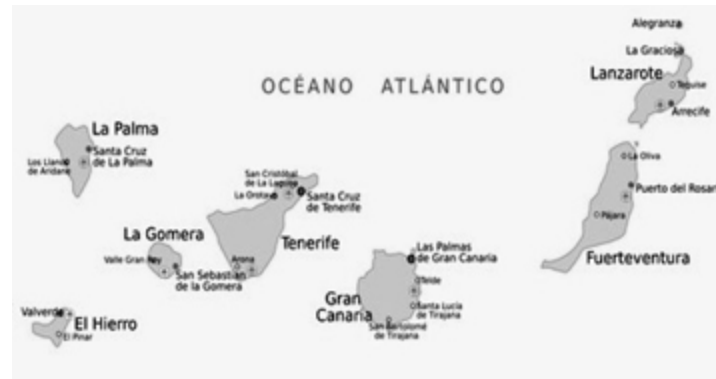 Alegranza
La Graciosa
Lanzarote
Teguise
Arrecife
OCÉANO ATLÁNTICO
La Palma
Santa Cruz
de La Palma
Los Llanos
de Aridane
San Cristóbal
de La Laguna
La Orotava
Santa Cruz
de Tenerife
Tenerife
La Oliva
Puerto del Rosar
Pájara
Fuerteventura
La Gomera
Valle Gran Rey
San Sebastián
de la Gomera
Arona
Las Palmas
de Gran Canaria
Telde
Gran
Canaria
Santa Lucía
de Tirajana
San Bartolomé
de Tirajana
Valverde
El Hierro
El Pinar